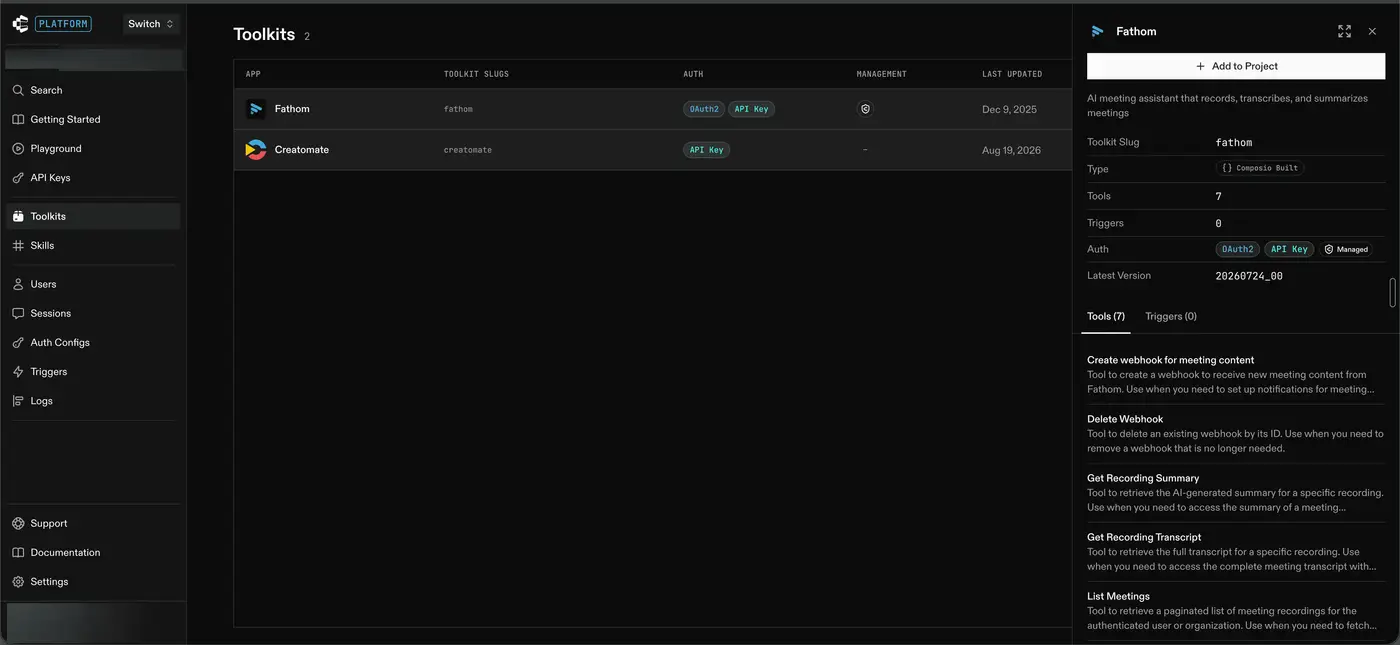 PLATFORM
Switch
Search
Getting Started
Playground
API Keys
Toolkits
Skills
Users
Sessions
Auth Configs
Triggers
Logs
Support
Documentation
Settings
Toolkits 2
APP TOOLKIT SLUGS AUTH MANAGEMENT LAST UPDATED
Fathom fathom OAuth2 API Key Dec 9, 2025
Creatomate creatomate API Key – Aug 19, 2026
Fathom
+ Add to Project
AI meeting assistant that records, transcribes, and summarizes
meetings
Toolkit Slug fathom
Type {} Composio Built
Tools 7
Triggers 0
Auth OAuth2 API Key Managed
Latest Version 20260724_00
Tools (7) Triggers (0)
Create webhook for meeting content
Tool to create a webhook to receive new meeting content from
Fathom. Use when you need to set up notifications for meeting...
Delete Webhook
Tool to delete an existing webhook by its ID. Use when you need to
remove a webhook that is no longer needed.
Get Recording Summary
Tool to retrieve the AI-generated summary for a specific recording.
Use when you need to access the summary of a meeting...
Get Recording Transcript
Tool to retrieve the full transcript for a specific recording. Use
when you need to access the complete meeting transcript with...
List Meetings
Tool to retrieve a paginated list of meeting recordings for the
authenticated user or organization. Use when you need to fetch...